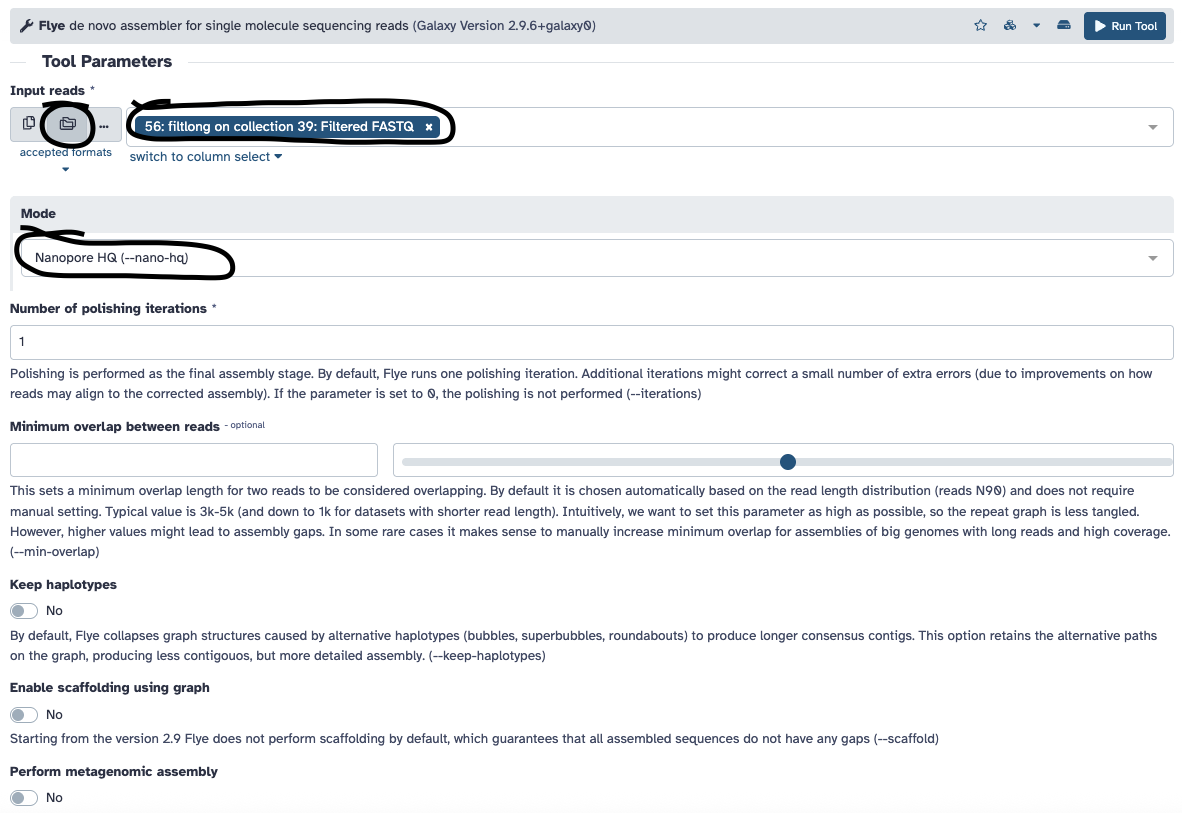 Flye de novo assembler for single molecule sequencing reads (Galaxy Version 2.9.6+galaxy0)
Run Tool
Tool Parameters
Input reads *
56: filtlong on collection 39: Filtered FASTQ ×
accepted formats
switch to column select
Mode
Nanopore HQ (--nano-hq)
Number of polishing iterations *
1
Polishing is performed as the final assembly stage. By default, Flye runs one polishing iteration. Additional iterations might correct a small number of extra errors (due to improvements on how
reads may align to the corrected assembly). If the parameter is set to 0, the polishing is not performed (--iterations)
Minimum overlap between reads - optional
This sets a minimum overlap length for two reads to be considered overlapping. By default it is chosen automatically based on the read length distribution (reads N90) and does not require
manual setting. Typical value is 3k-5k (and down to 1k for datasets with shorter read length). Intuitively, we want to set this parameter as high as possible, so the repeat graph is less tangled.
However, higher values might lead to assembly gaps. In some rare cases it makes sense to manually increase minimum overlap for assemblies of big genomes with long reads and high coverage.
(--min-overlap)
Keep haplotypes
No
By default, Flye collapses graph structures caused by alternative haplotypes (bubbles, superbubbles, roundabouts) to produce longer consensus contigs. This option retains the alternative paths
on the graph, producing less contigouos, but more detailed assembly. (--keep-haplotypes)
Enable scaffolding using graph
No
Starting from the version 2.9 Flye does not perform scaffolding by default, which guarantees that all assembled sequences do not have any gaps (--scaffold)
Perform metagenomic assembly
No